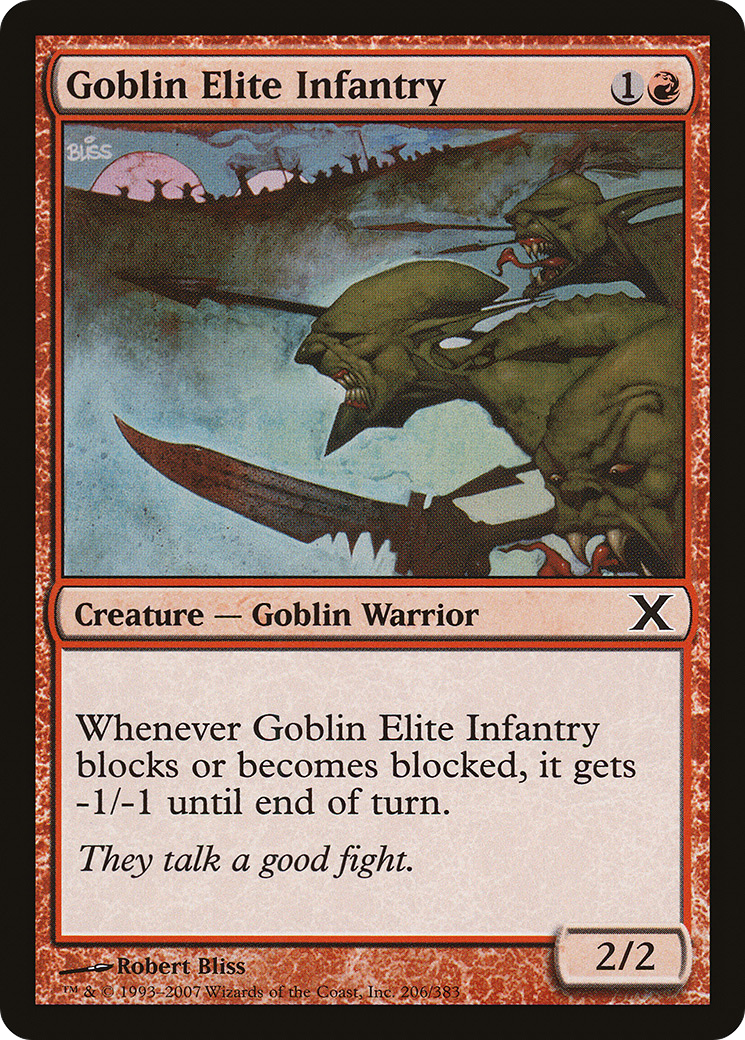 Goblin Elite Infantry 1
BLISS
Creature — Goblin Warrior X
Whenever Goblin Elite Infantry
blocks or becomes blocked, it gets
-1/-1 until end of turn.
They talk a good fight.
2/2
Robert Bliss
™ & © 1993–2007 Wizards of the Coast, Inc. 206/383